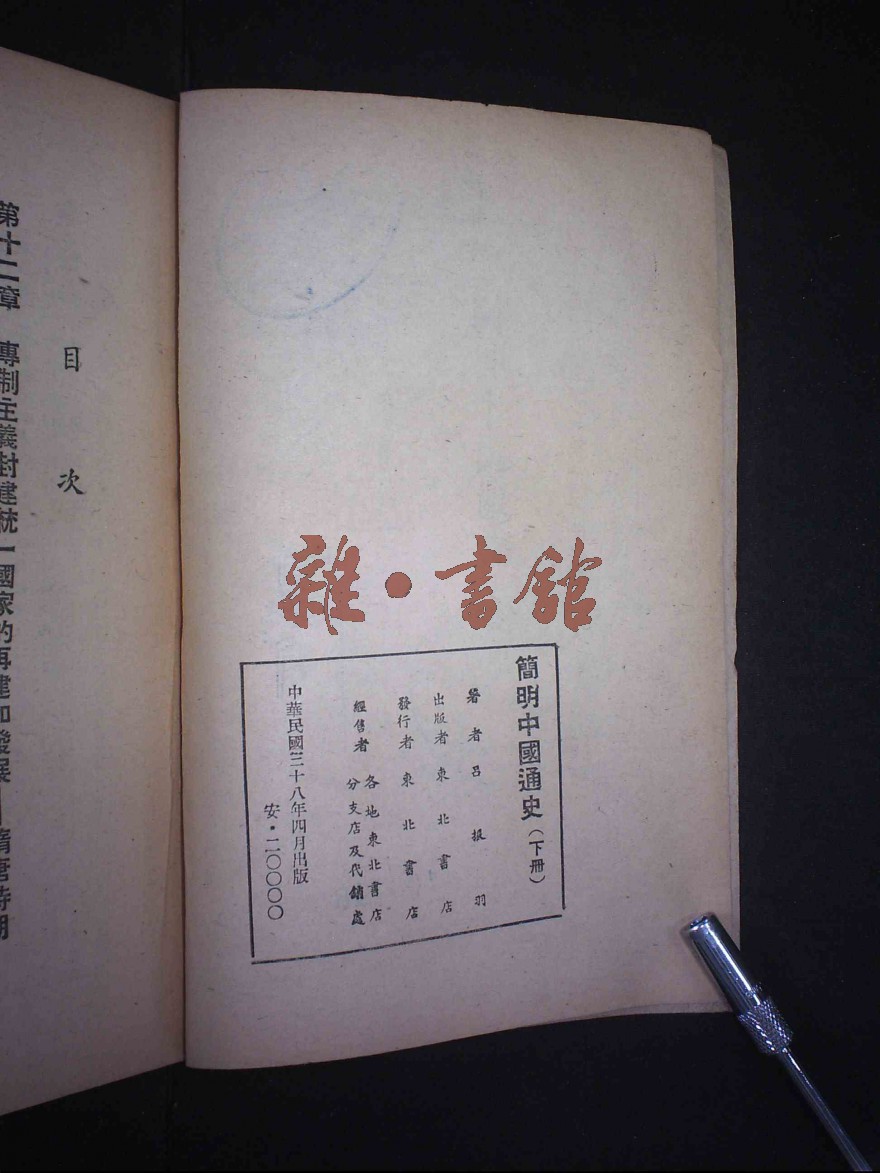 雜·書館
簡明中國通史（下册）
著者 呂振羽
出版者 東北書店
發行者 東北書店
經售者 各地東北書店
分支店及代銷處
中華民國三十八年四月出版
安·二〇〇〇〇
目次
第十二章 專制主義封建統一國家的再建和發展——隋唐時期